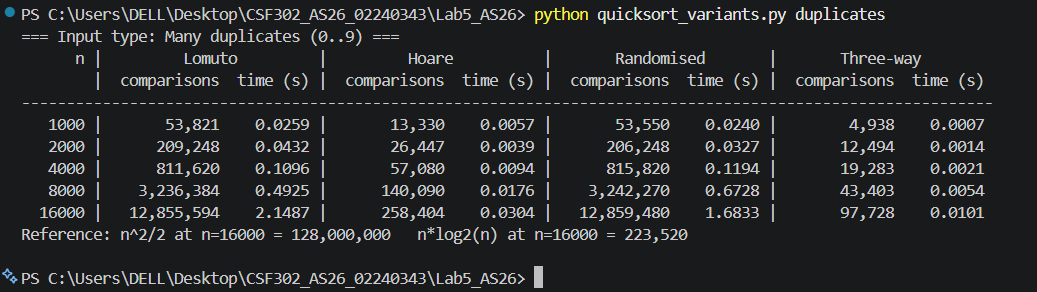 PS C:\Users\DELL\Desktop\CSF302_AS26_02240343\Lab5_AS26> python quicksort_variants.py duplicates
=== Input type: Many duplicates (0..9) ===
n | Lomuto | Hoare | Randomised | Three-way
| comparisons time (s) | comparisons time (s) | comparisons time (s) | comparisons time (s)
----------------------------------------------------------------------------------------------------
1000 | 53,821 0.0259 | 13,330 0.0057 | 53,550 0.0240 | 4,938 0.0007
2000 | 209,248 0.0432 | 26,447 0.0039 | 206,248 0.0327 | 12,494 0.0014
4000 | 811,620 0.1096 | 57,080 0.0094 | 815,820 0.1194 | 19,283 0.0021
8000 | 3,236,384 0.4925 | 140,090 0.0176 | 3,242,270 0.6728 | 43,403 0.0054
16000 | 12,855,594 2.1487 | 258,404 0.0304 | 12,859,480 1.6833 | 97,728 0.0101
Reference: n^2/2 at n=16000 = 128,000,000 n*log2(n) at n=16000 = 223,520
PS C:\Users\DELL\Desktop\CSF302_AS26_02240343\Lab5_AS26>